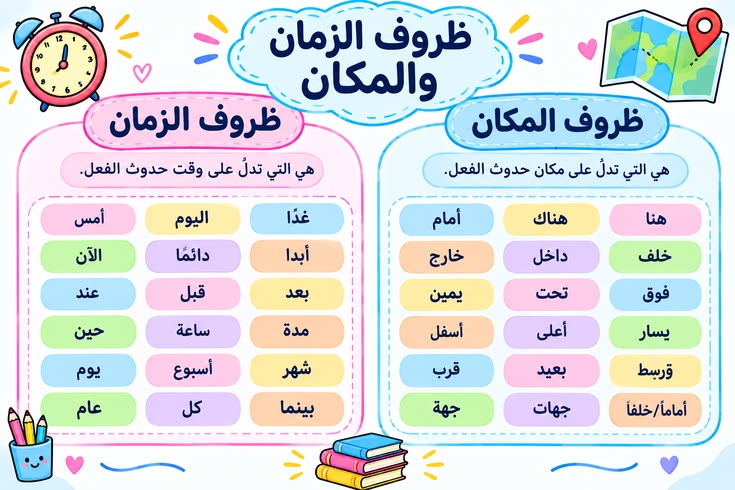 ظروف الزمان
والمكان
ظروف المكان
هي التي تدلُ على مكان حدوث الفعل.
هنا هناك أمام
خلف داخل خارج
فوق تحت يمين
يسار أعلى أسفل
بعيد قرب
أماماً/خلفاً جهات جهة
ظروف الزمان
هي التي تدلُ على وقت حدوث الفعل.
غدًا اليوم أمس
أبدا دائمًا الآن
بعد قبل عند
مدة ساعة حين
شهر أسبوع يوم
بينما كل عام